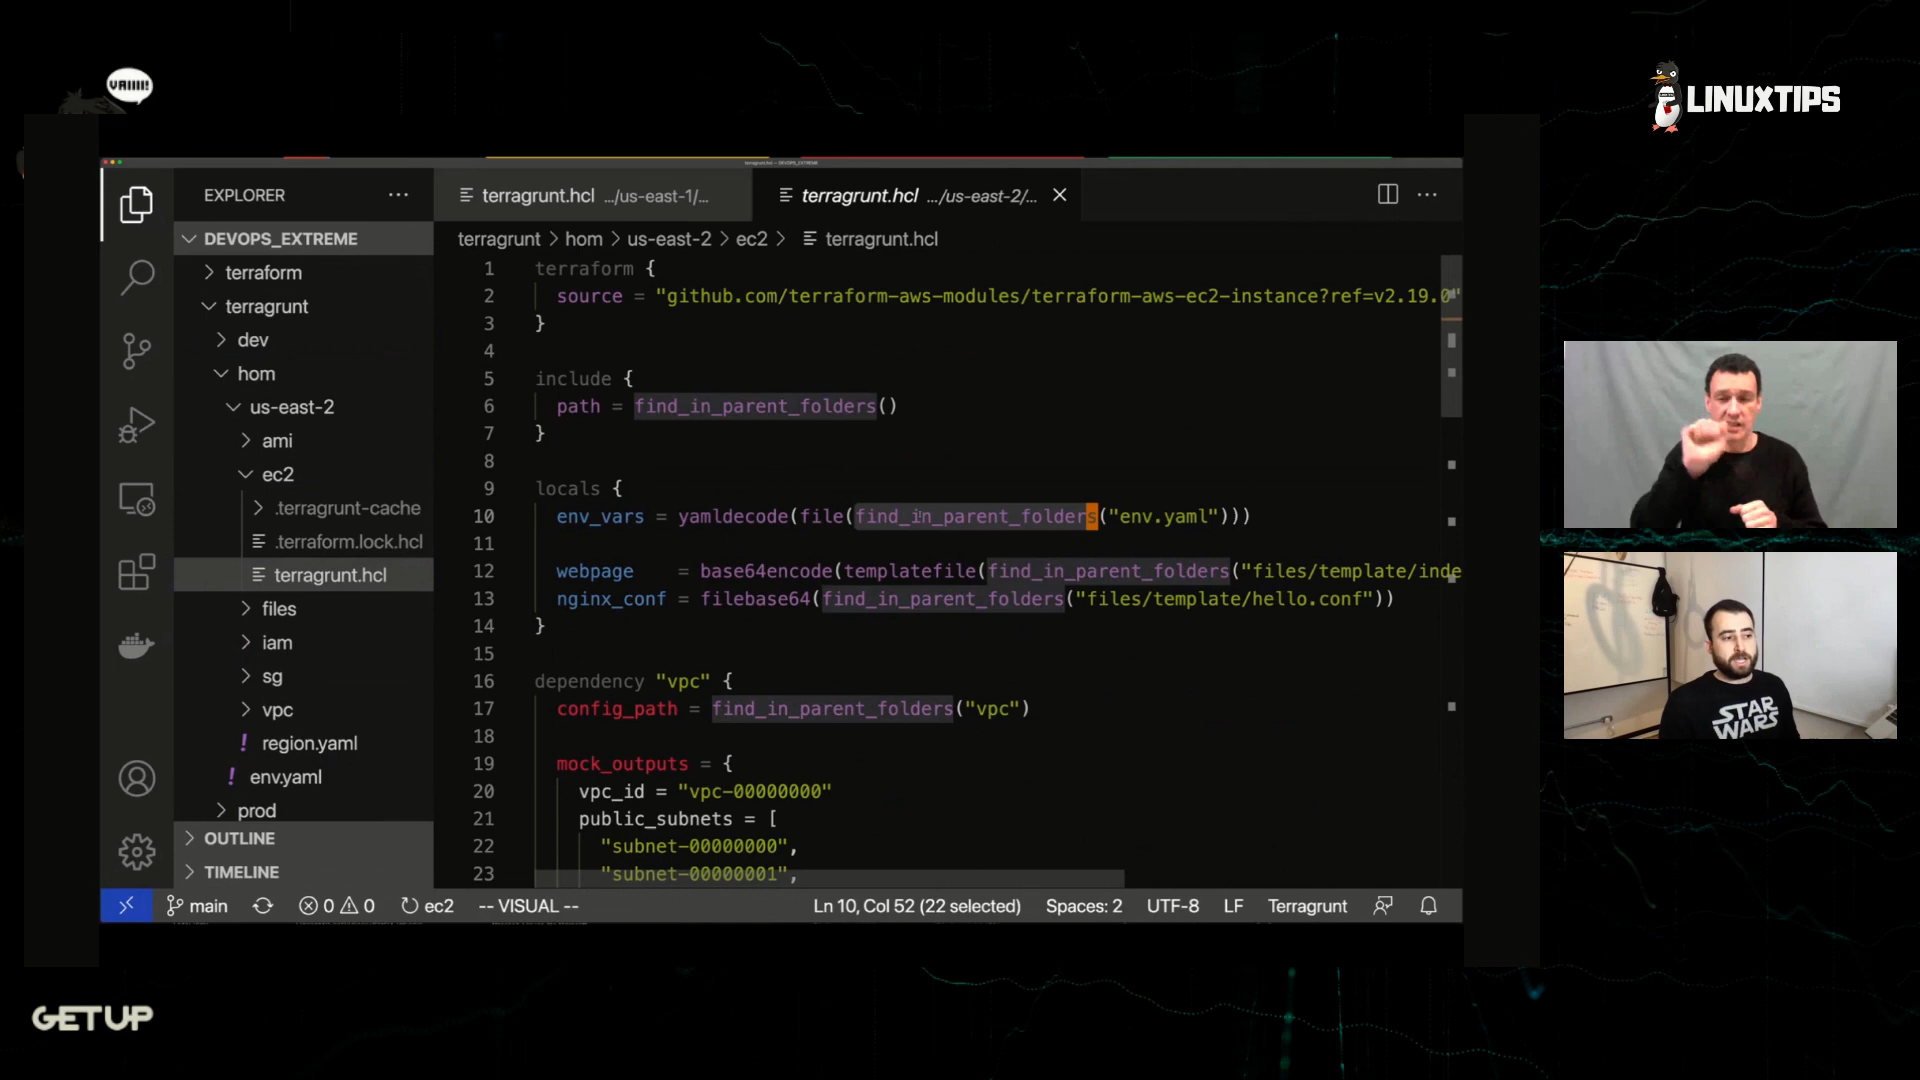 VAIIII!
LINUXTIPS
EXPLORER ···
terragrunt.hcl .../us-east-1/...
terragrunt.hcl .../us-east-2/...
DEVOPS_EXTREME
terraform
terragrunt
dev
hom
us-east-2
ami
ec2
.terragrunt-cache
.terraform.lock.hcl
terragrunt.hcl
files
iam
sg
vpc
! region.yaml
! env.yaml
prod
OUTLINE
TIMELINE
terragrunt > hom > us-east-2 > ec2 > terragrunt.hcl
1 terraform {
2 source = "github.com/terraform-aws-modules/terraform-aws-ec2-instance?ref=v2.19.0"
3 }
4
5 include {
6 path = find_in_parent_folders()
7 }
8
9 locals {
10 env_vars = yamldecode(file(find_in_parent_folders("env.yaml")))
11
12 webpage = base64encode(templatefile(find_in_parent_folders("files/template/inde
13 nginx_conf = filebase64(find_in_parent_folders("files/template/hello.conf"))
14 }
15
16 dependency "vpc" {
17 config_path = find_in_parent_folders("vpc")
18
19 mock_outputs = {
20 vpc_id = "vpc-00000000"
21 public_subnets = [
22 "subnet-00000000",
23 "subnet-00000001",
main 0 0 ec2 -- VISUAL -- Ln 10, Col 52 (22 selected) Spaces: 2 UTF-8 LF Terragrunt
STAR
WARS
GETUP